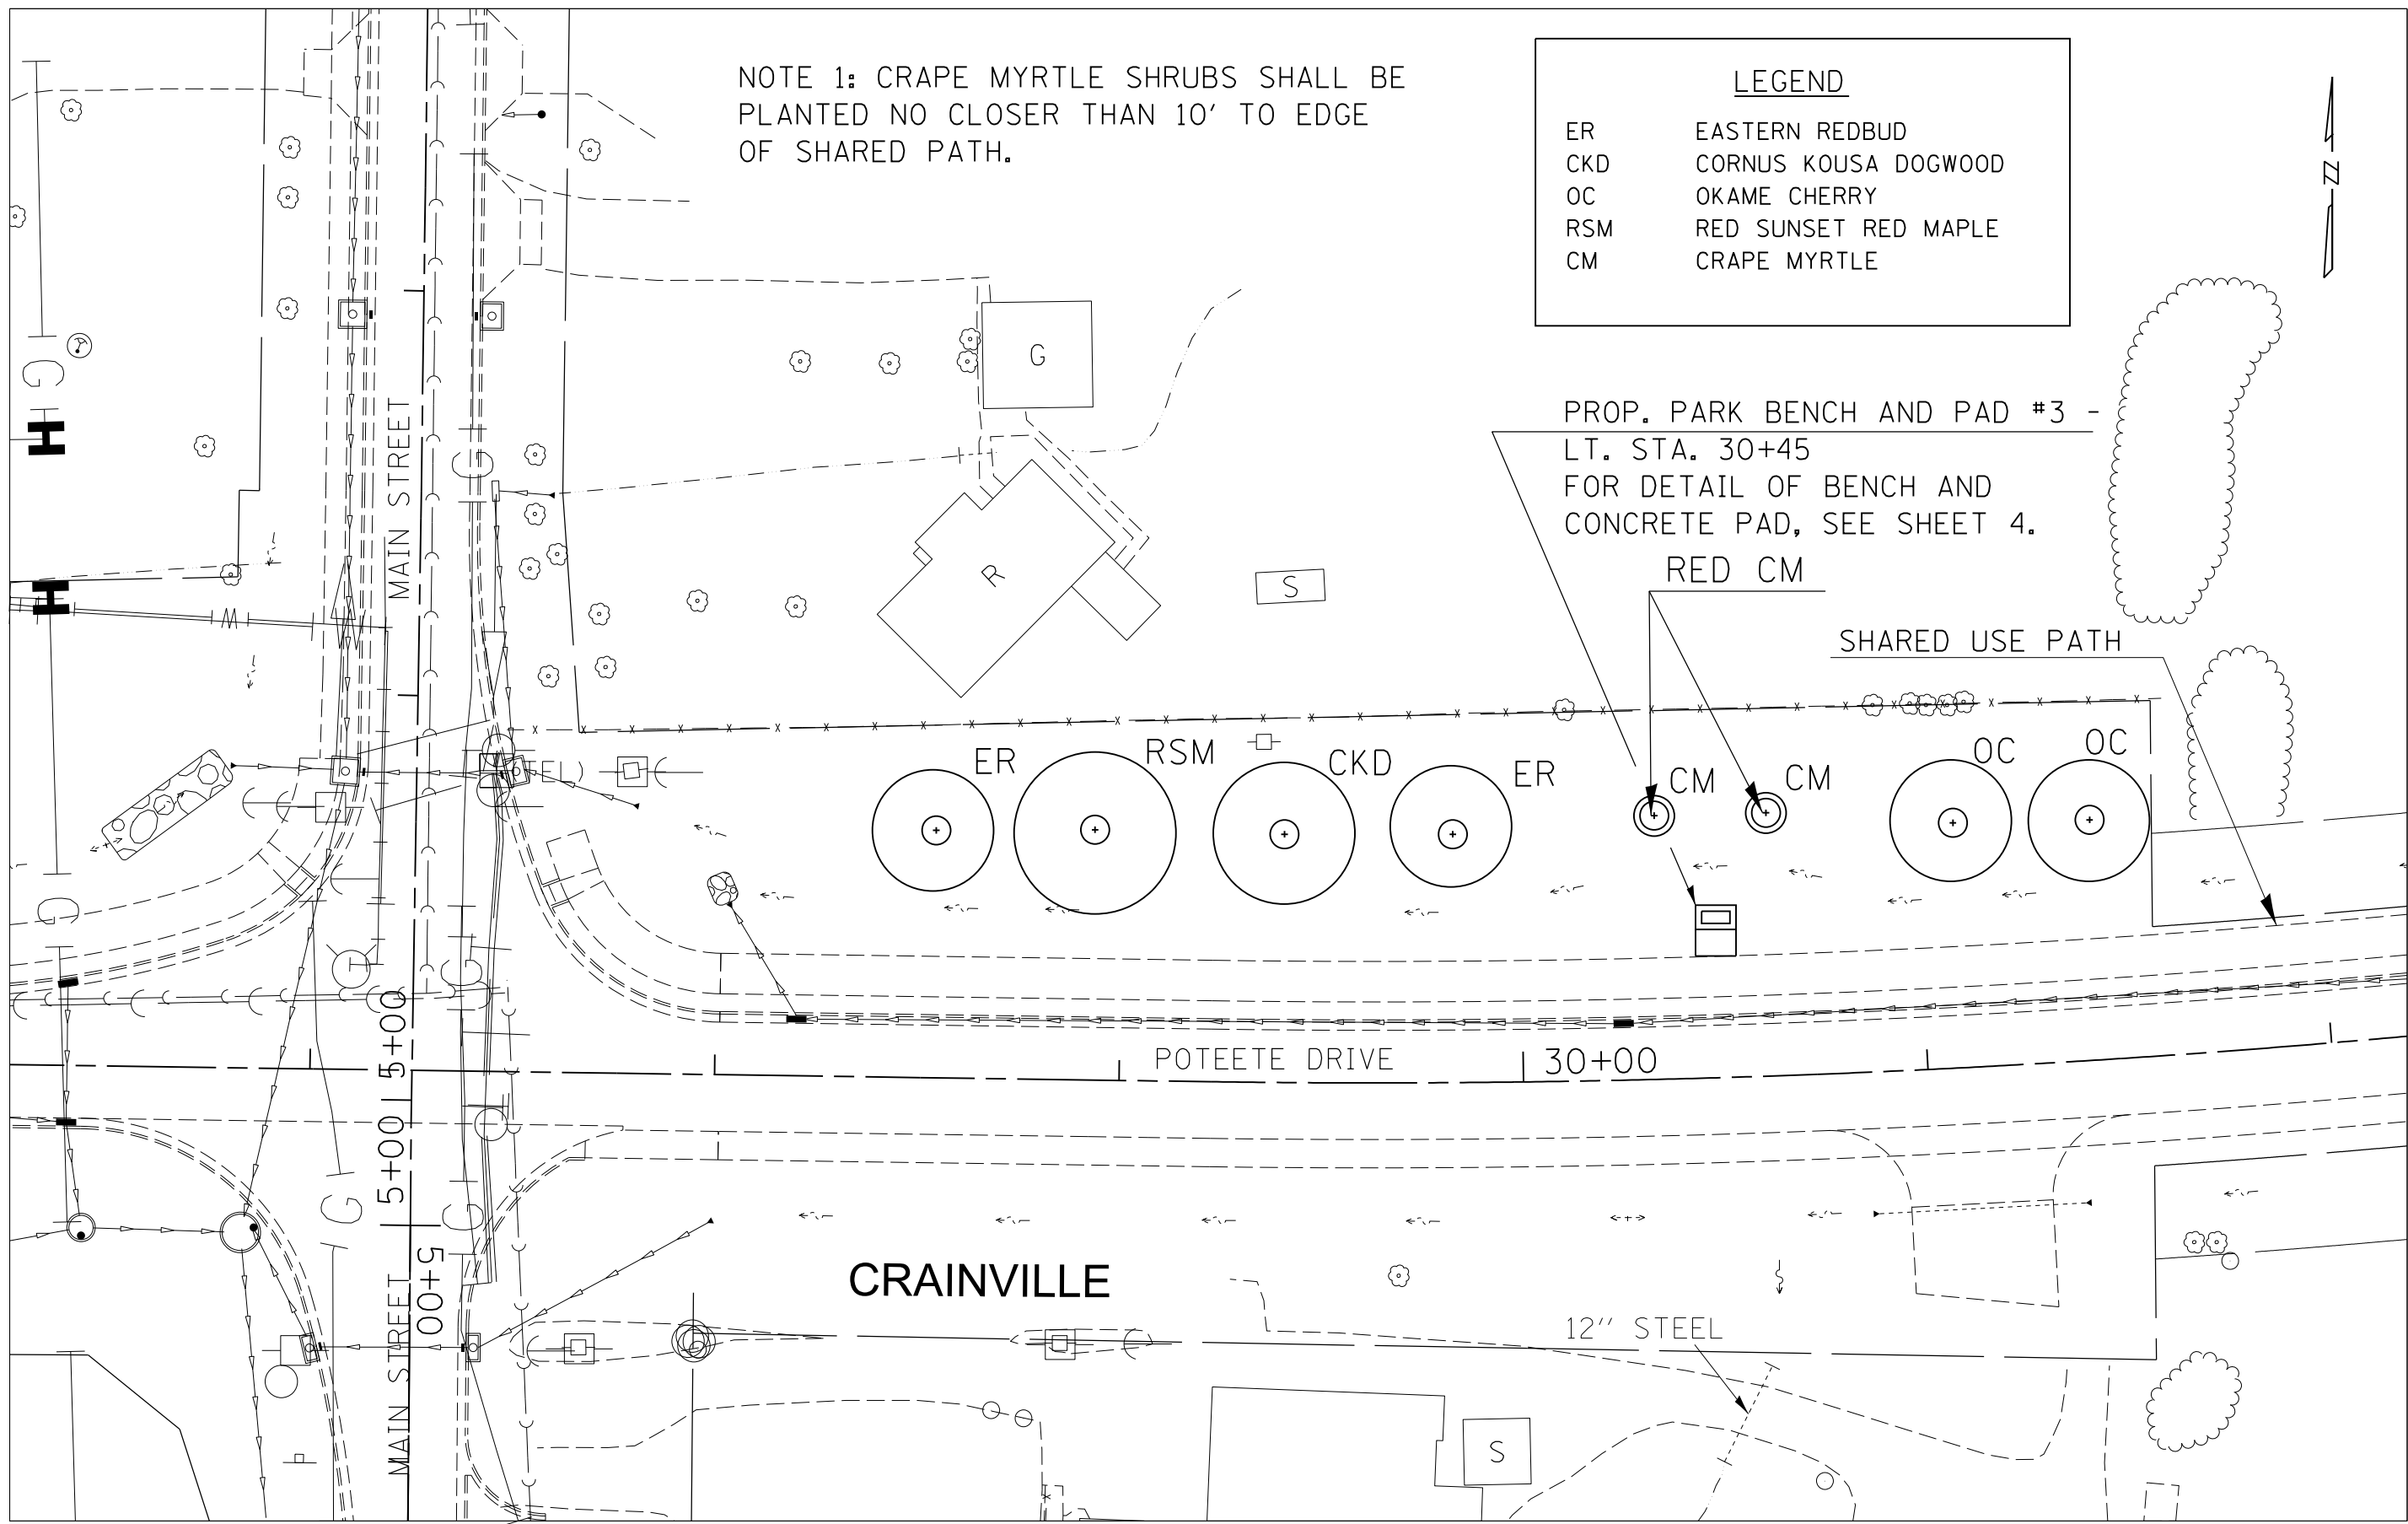 NOTE 1: CRAPE MYRTLE SHRUBS SHALL BE
PLANTED NO CLOSER THAN 10' TO EDGE
OF SHARED PATH.
LEGEND
ER EASTERN REDBUD
CKD CORNUS KOUSA DOGWOOD
OC OKAME CHERRY
RSM RED SUNSET RED MAPLE
CM CRAPE MYRTLE
N
G
G
H
MAIN STREET
G
PROP. PARK BENCH AND PAD #3 -
LT. STA. 30+45
FOR DETAIL OF BENCH AND
CONCRETE PAD, SEE SHEET 4.
RED CM
H
R
S
W
SHARED USE PATH
ER
RSM
CKD
ER
CM
CM
OC
OC
G
G
5+00
POTEETE DRIVE
30+00
5+00
G
G
5+00
MAIN STREET
CRAINVILLE
12" STEEL
S